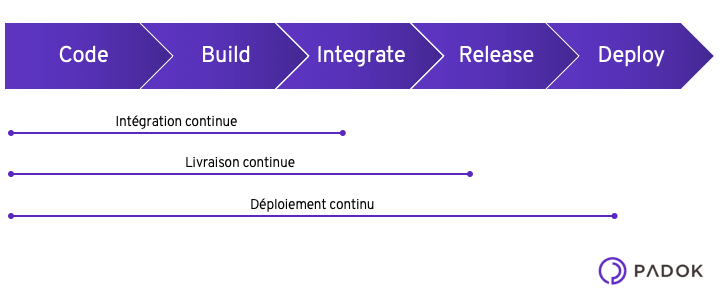 Code Build Integrate Release Deploy
Intégration continue
Livraison continue
Déploiement continu
PADOK